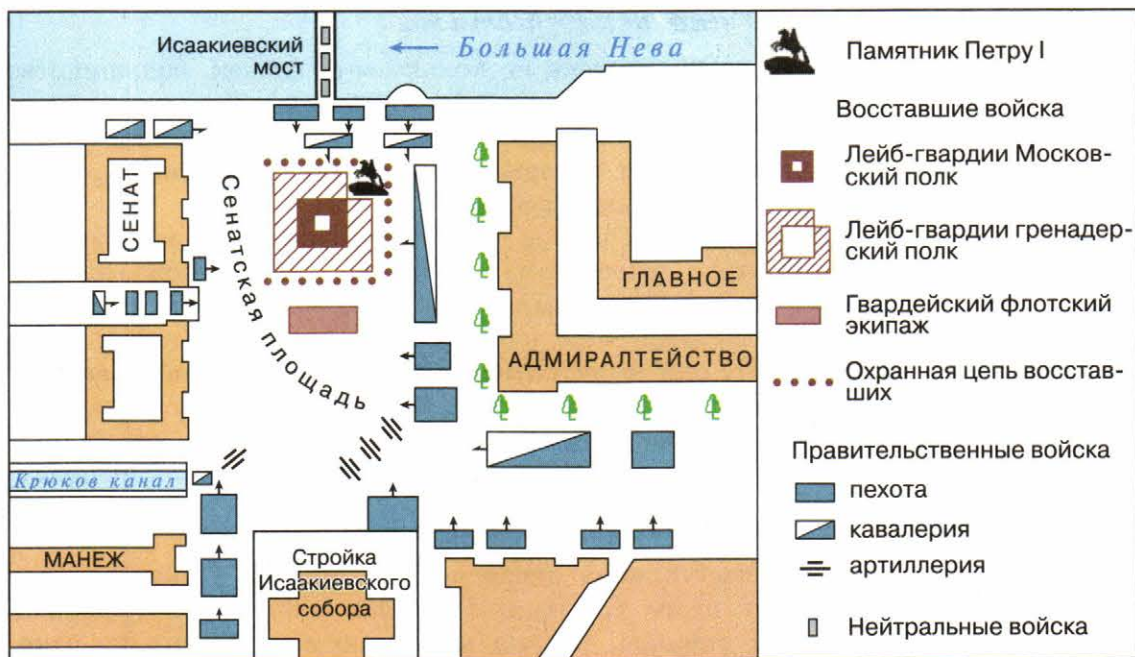 Исаакиевский
мост
Большая Нева
СЕНАТ
Сенатская площадь
ГЛАВНОЕ
АДМИРАЛТЕЙСТВО
Крюков канал
МАНЕЖ
Стройка
Исаакиевского
собора
Памятник Петру I
Восставшие войска
Лейб-гвардии Москов-
ский полк
Лейб-гвардии гренадер-
ский полк
Гвардейский флотский
экипаж
Охранная цепь восстав-
ших
Правительственные войска
пехота
кавалерия
артиллерия
Нейтральные войска